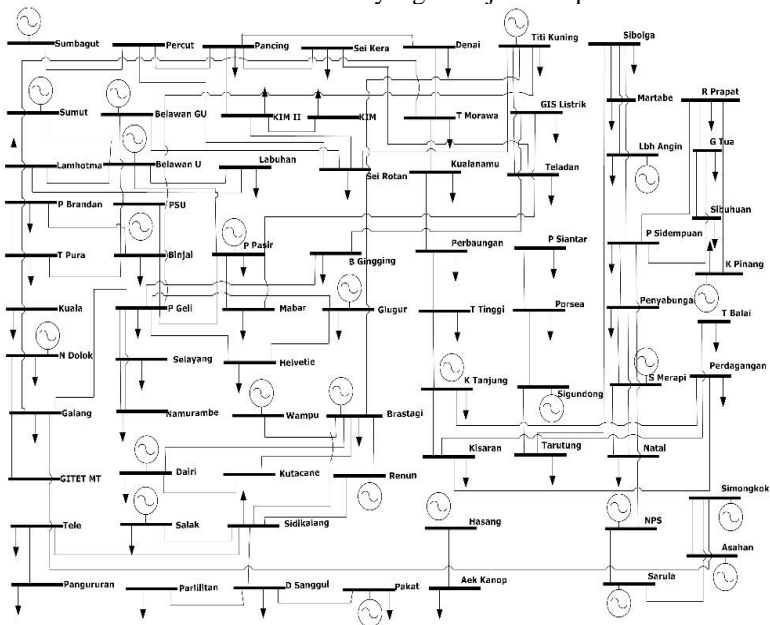 Sumbagut
Percut
Pancing
Sei Kera
Denai
Titi Kuning
Sibolga
Sumut
Belawan GU
KIM II
KIM
T Morawa
GIS Listrik
Martabe
R Prapat
Lamhotma
Belawan U
Labuhan
Sei Rotan
Kualanamu
Teladan
Lbh Angin
G Tua
P Brandan
PSU
Sibuhuan
T Pura
Binjai
P Pasir
B Gingging
Perbaungan
P Siantar
P Sidempuan
K Pinang
Kuala
P Geli
Mabar
Glugur
T Tinggi
Porsea
Penyabunga
T Balai
N Dolok
Selayang
Helvetie
K Tanjung
Sigundong
S Merapi
Perdagangan
Galang
Namurambe
Wampu
Brastagi
Kisaran
Tarutung
Natal
GITET MT
Dairi
Kutacane
Renun
Simongkok
Tele
Salak
Sidikalang
Hasang
NPS
Asahan
Pangururan
Parlilitan
D Sanggul
Pakat
Aek Kanop
Sarula